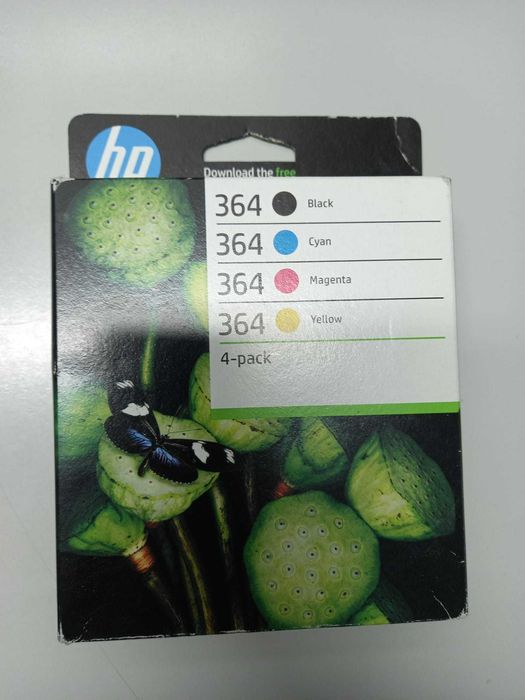 hp
Download the free
364 Black
364 Cyan
364 Magenta
364 Yellow
4-pack